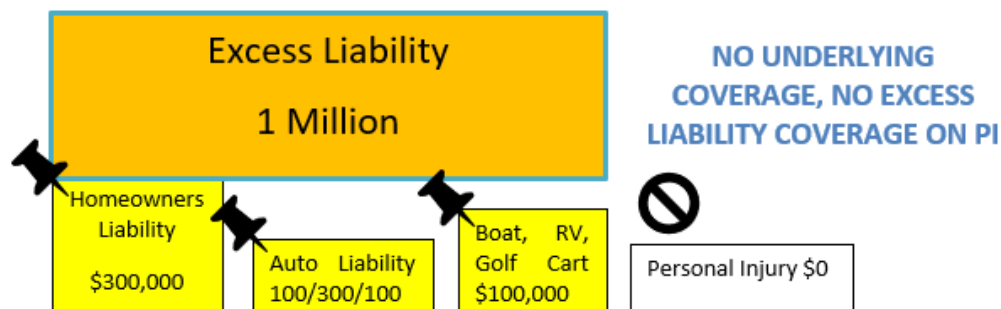 Excess Liability
1 Million
NO UNDERLYING
COVERAGE, NO EXCESS
LIABILITY COVERAGE ON PI
Homeowners
Liability
$300,000
Auto Liability
100/300/100
Boat, RV,
Golf Cart
$100,000
Personal Injury $0